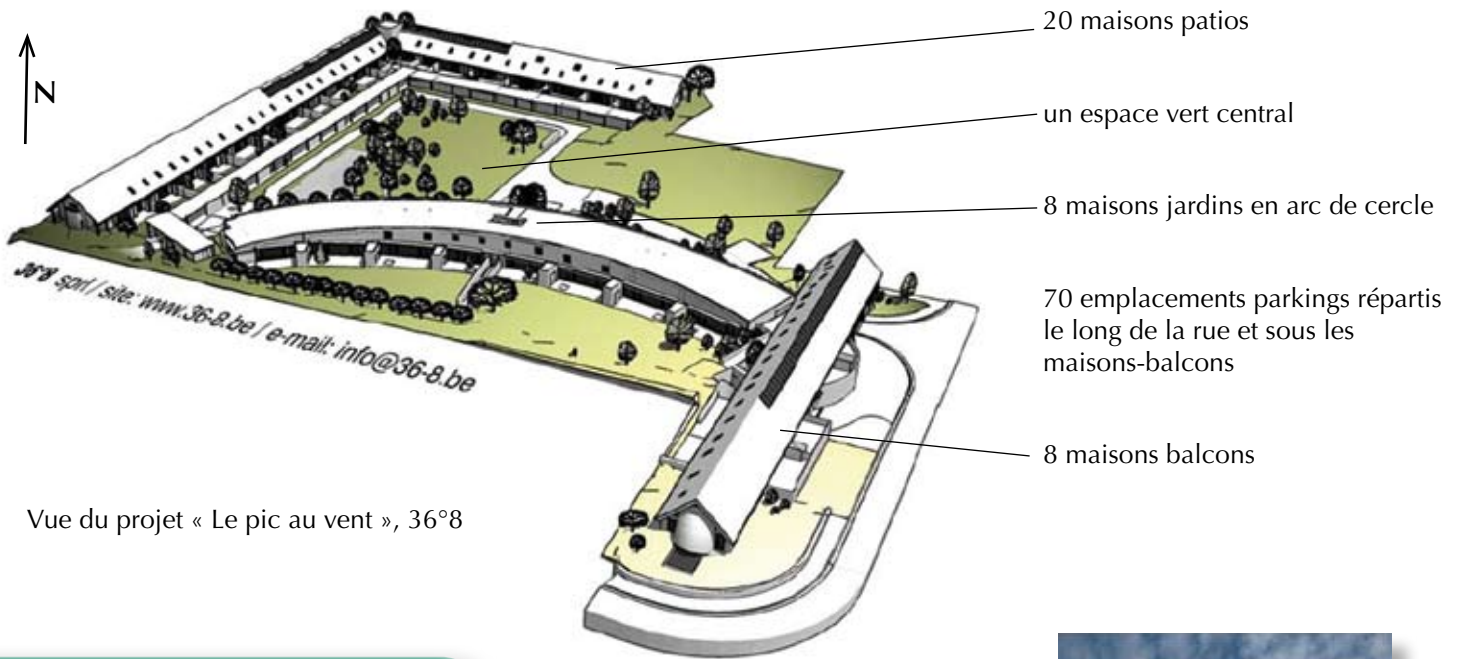 20 maisons patios
N
un espace vert central
8 maisons jardins en arc de cercle
36°8 sprl / site: www.36-8.be / e-mail: info@36-8.be
70 emplacements parkings répartis
le long de la rue et sous les
maisons-balcons
8 maisons balcons
Vue du projet « Le pic au vent », 36°8